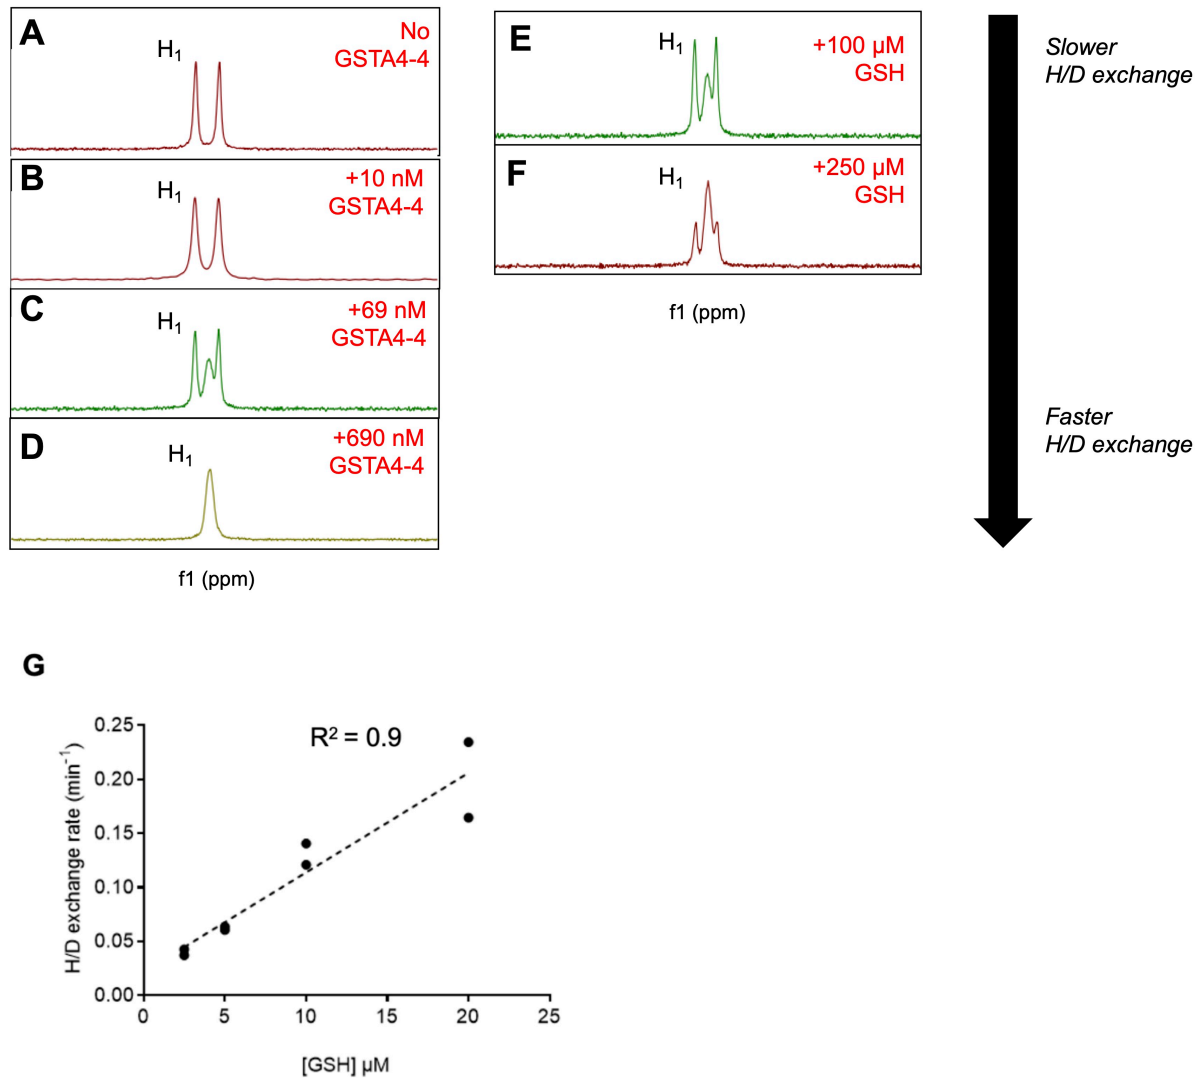 A
H₁
No
GSTA4-4
B
H₁
+10 nM
GSTA4-4
C
H₁
+69 nM
GSTA4-4
D
H₁
+690 nM
GSTA4-4
f1 (ppm)
E
H₁
+100 µM
GSH
F
H₁
+250 µM
GSH
f1 (ppm)
Slower
H/D exchange
Faster
H/D exchange
G
R² = 0.9
H/D exchange rate (min⁻¹)
0.25
0.20
0.15
0.10
0.05
0.00
0 5 10 15 20 25
[GSH] µM